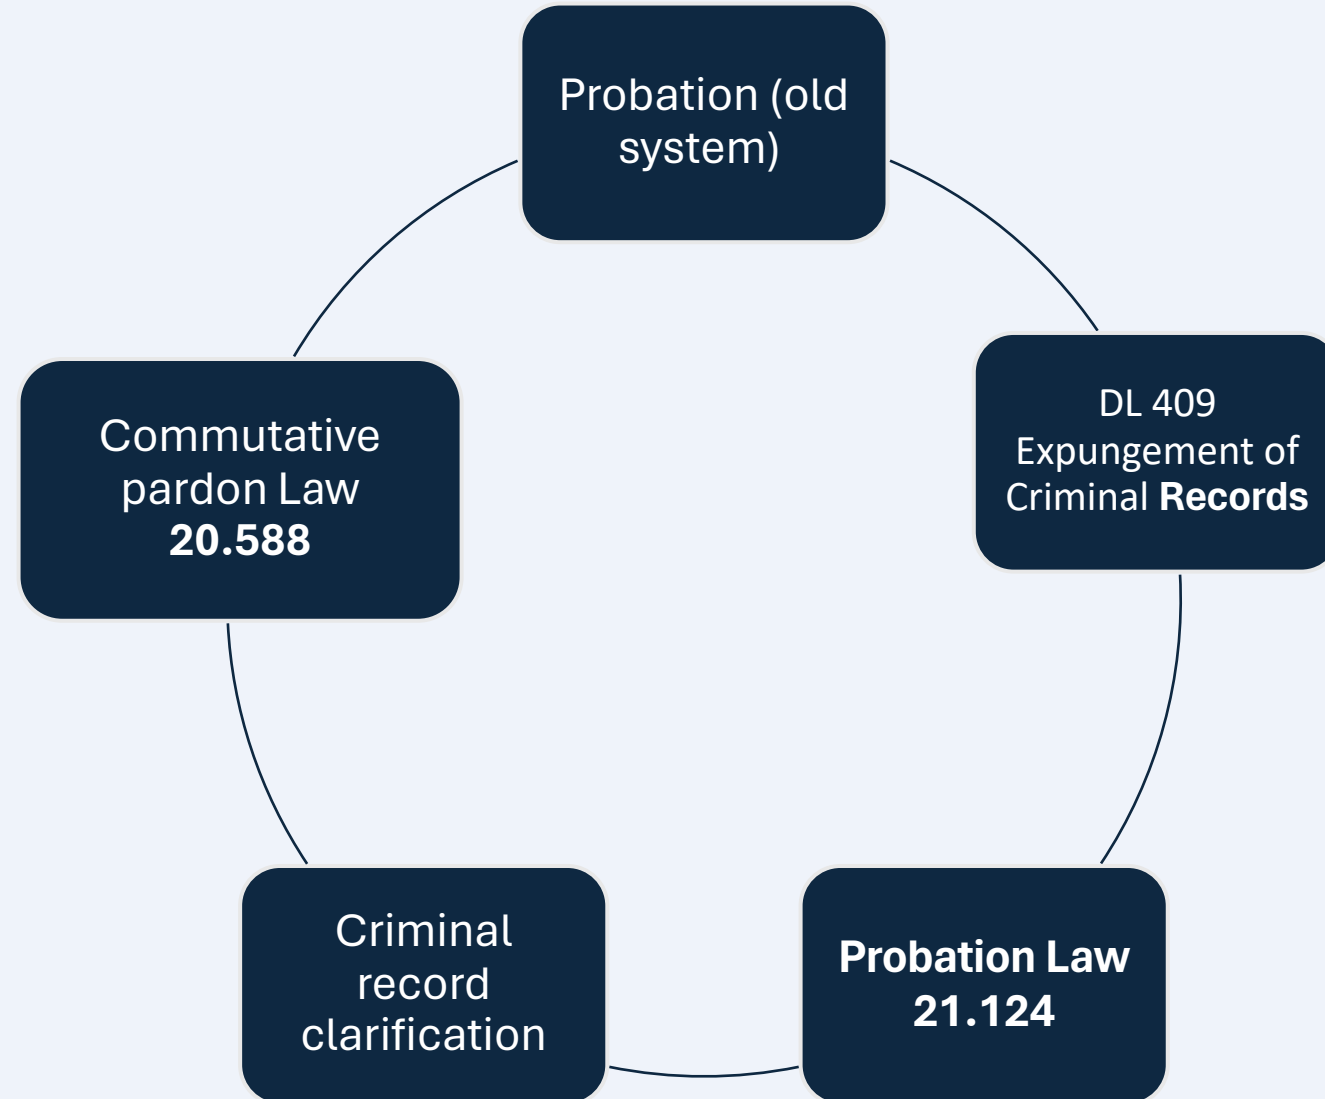 Probation (old
system)
DL 409
Expungement of
Criminal Records
Probation Law
21.124
Criminal
record
clarification
Commutative
pardon Law
20.588